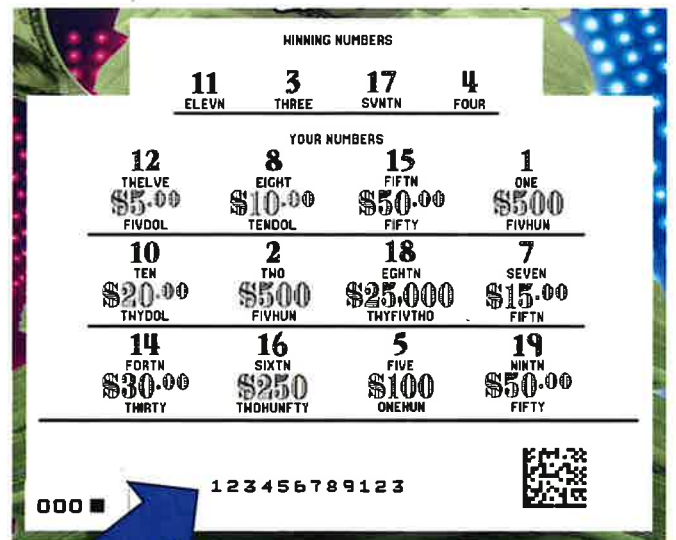 WINNING NUMBERS
11 3 17 4
ELEVN THREE SVNTN FOUR
YOUR NUMBERS
12 8 15 1
TWELVE EIGHT FIFTN ONE
$5.00 $10.00 $50.00 $500
FIVDOL TENDOL FIFTY FIVHUN
10 2 18 7
TEN TWO EGHTN SEVEN
$20.00 $500 $25,000 $15.00
TWYDOL FIVHUN TWYFIVTHO FIFTN
14 16 5 19
FORTN SIXTN FIVE NINTN
$30.00 $250 $100 $50.00
THIRTY TWOHUNFTY ONEHUN FIFTY
123456789123
000